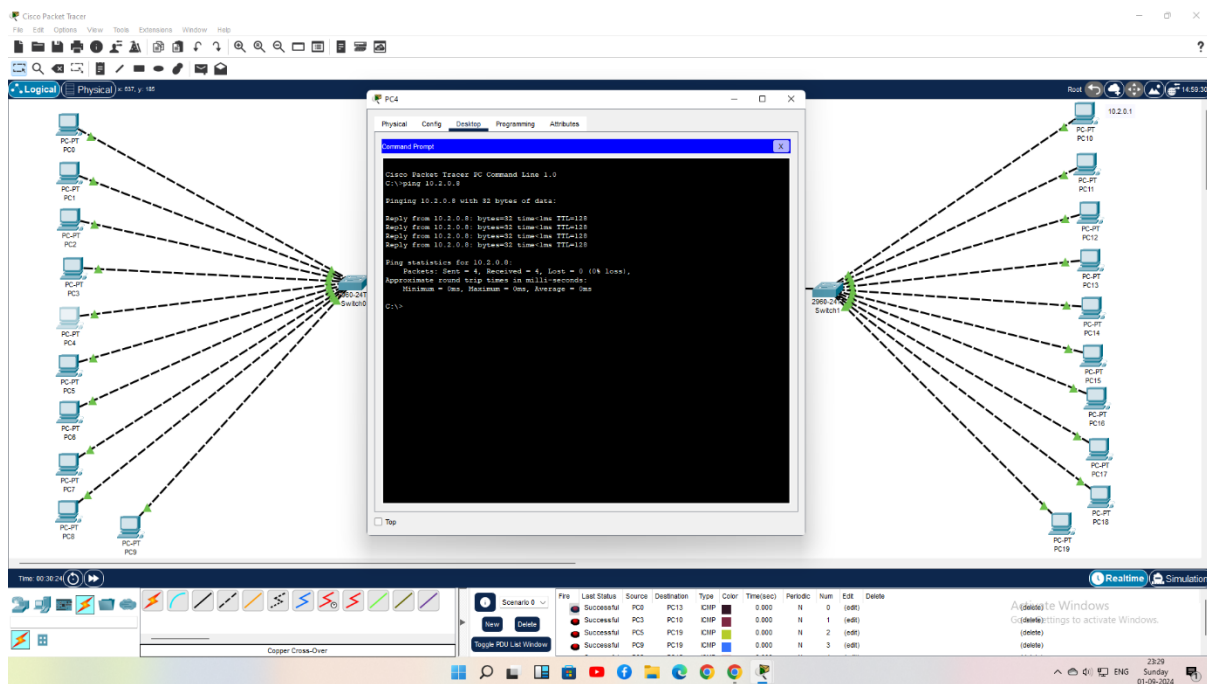 Cisco Packet Tracer
File Edit Options View Tools Extensions Window Help
?
Logical Physical x: 637, y: 185 Root 14:59:30
PC4
Physical Config Desktop Programming Attributes
Command Prompt X
Cisco Packet Tracer PC Command Line 1.0
C:\>ping 10.2.0.8
Pinging 10.2.0.8 with 32 bytes of data:
Reply from 10.2.0.8: bytes=32 time<1ms TTL=128
Reply from 10.2.0.8: bytes=32 time<1ms TTL=128
Reply from 10.2.0.8: bytes=32 time<1ms TTL=128
Reply from 10.2.0.8: bytes=32 time<1ms TTL=128
Ping statistics for 10.2.0.8:
Packets: Sent = 4, Received = 4, Lost = 0 (0% loss),
Approximate round trip times in milli-seconds:
Minimum = 0ms, Maximum = 0ms, Average = 0ms
C:\>
Top
PC-PT
PC0
PC-PT
PC1
PC-PT
PC2
PC-PT
PC3
PC-PT
PC4
PC-PT
PC5
PC-PT
PC6
PC-PT
PC7
PC-PT
PC8
PC-PT
PC9
2960-24T
Switch0
2960-24T
Switch1
10.2.0.1
PC-PT
PC10
PC-PT
PC11
PC-PT
PC12
PC-PT
PC13
PC-PT
PC14
PC-PT
PC15
PC-PT
PC16
PC-PT
PC17
PC-PT
PC18
PC-PT
PC19
Time: 00:30:24 Realtime Simulation
Copper Cross-Over
Scenario 0
New Delete
Toggle PDU List Window
Fire Last Status Source Destination Type Color Time(sec) Periodic Num Edit Delete
Successful PC0 PC13 ICMP 0.000 N 0 (edit) (delete)
Successful PC3 PC10 ICMP 0.000 N 1 (edit) (delete)
Successful PC5 PC19 ICMP 0.000 N 2 (edit) (delete)
Successful PC9 PC19 ICMP 0.000 N 3 (edit) (delete)
Activate Windows
Go to Settings to activate Windows.
ENG
23:29
Sunday
01-09-2024